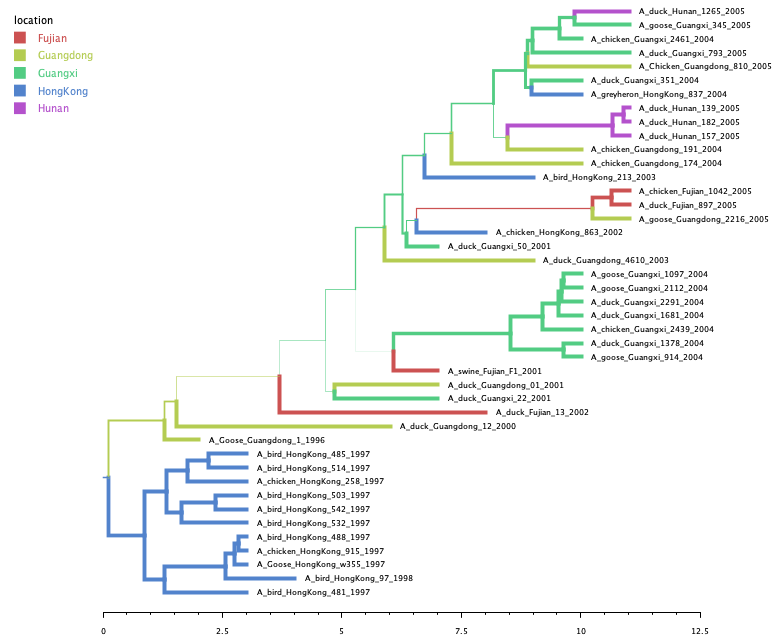 location
Fujian
Guangdong
Guangxi
HongKong
Hunan
A_duck_Hunan_1265_2005
A_goose_Guangxi_345_2005
A_chicken_Guangxi_2461_2004
A_duck_Guangxi_793_2005
A_Chicken_Guangdong_810_2005
A_duck_Guangxi_351_2004
A_greyheron_HongKong_837_2004
A_duck_Hunan_139_2005
A_duck_Hunan_182_2005
A_duck_Hunan_157_2005
A_chicken_Guangdong_191_2004
A_chicken_Guangdong_174_2004
A_bird_HongKong_213_2003
A_chicken_Fujian_1042_2005
A_duck_Fujian_897_2005
A_goose_Guangdong_2216_2005
A_chicken_HongKong_863_2002
A_duck_Guangxi_50_2001
A_duck_Guangdong_4610_2003
A_goose_Guangxi_1097_2004
A_goose_Guangxi_2112_2004
A_duck_Guangxi_2291_2004
A_duck_Guangxi_1681_2004
A_chicken_Guangxi_2439_2004
A_duck_Guangxi_1378_2004
A_goose_Guangxi_914_2004
A_swine_Fujian_F1_2001
A_duck_Guangdong_01_2001
A_duck_Guangxi_22_2001
A_duck_Fujian_13_2002
A_duck_Guangdong_12_2000
A_Goose_Guangdong_1_1996
A_bird_HongKong_485_1997
A_bird_HongKong_514_1997
A_chicken_HongKong_258_1997
A_bird_HongKong_503_1997
A_bird_HongKong_542_1997
A_bird_HongKong_532_1997
A_bird_HongKong_488_1997
A_chicken_HongKong_915_1997
A_Goose_HongKong_w355_1997
A_bird_HongKong_97_1998
A_bird_HongKong_481_1997
0 2.5 5 7.5 10 12.5